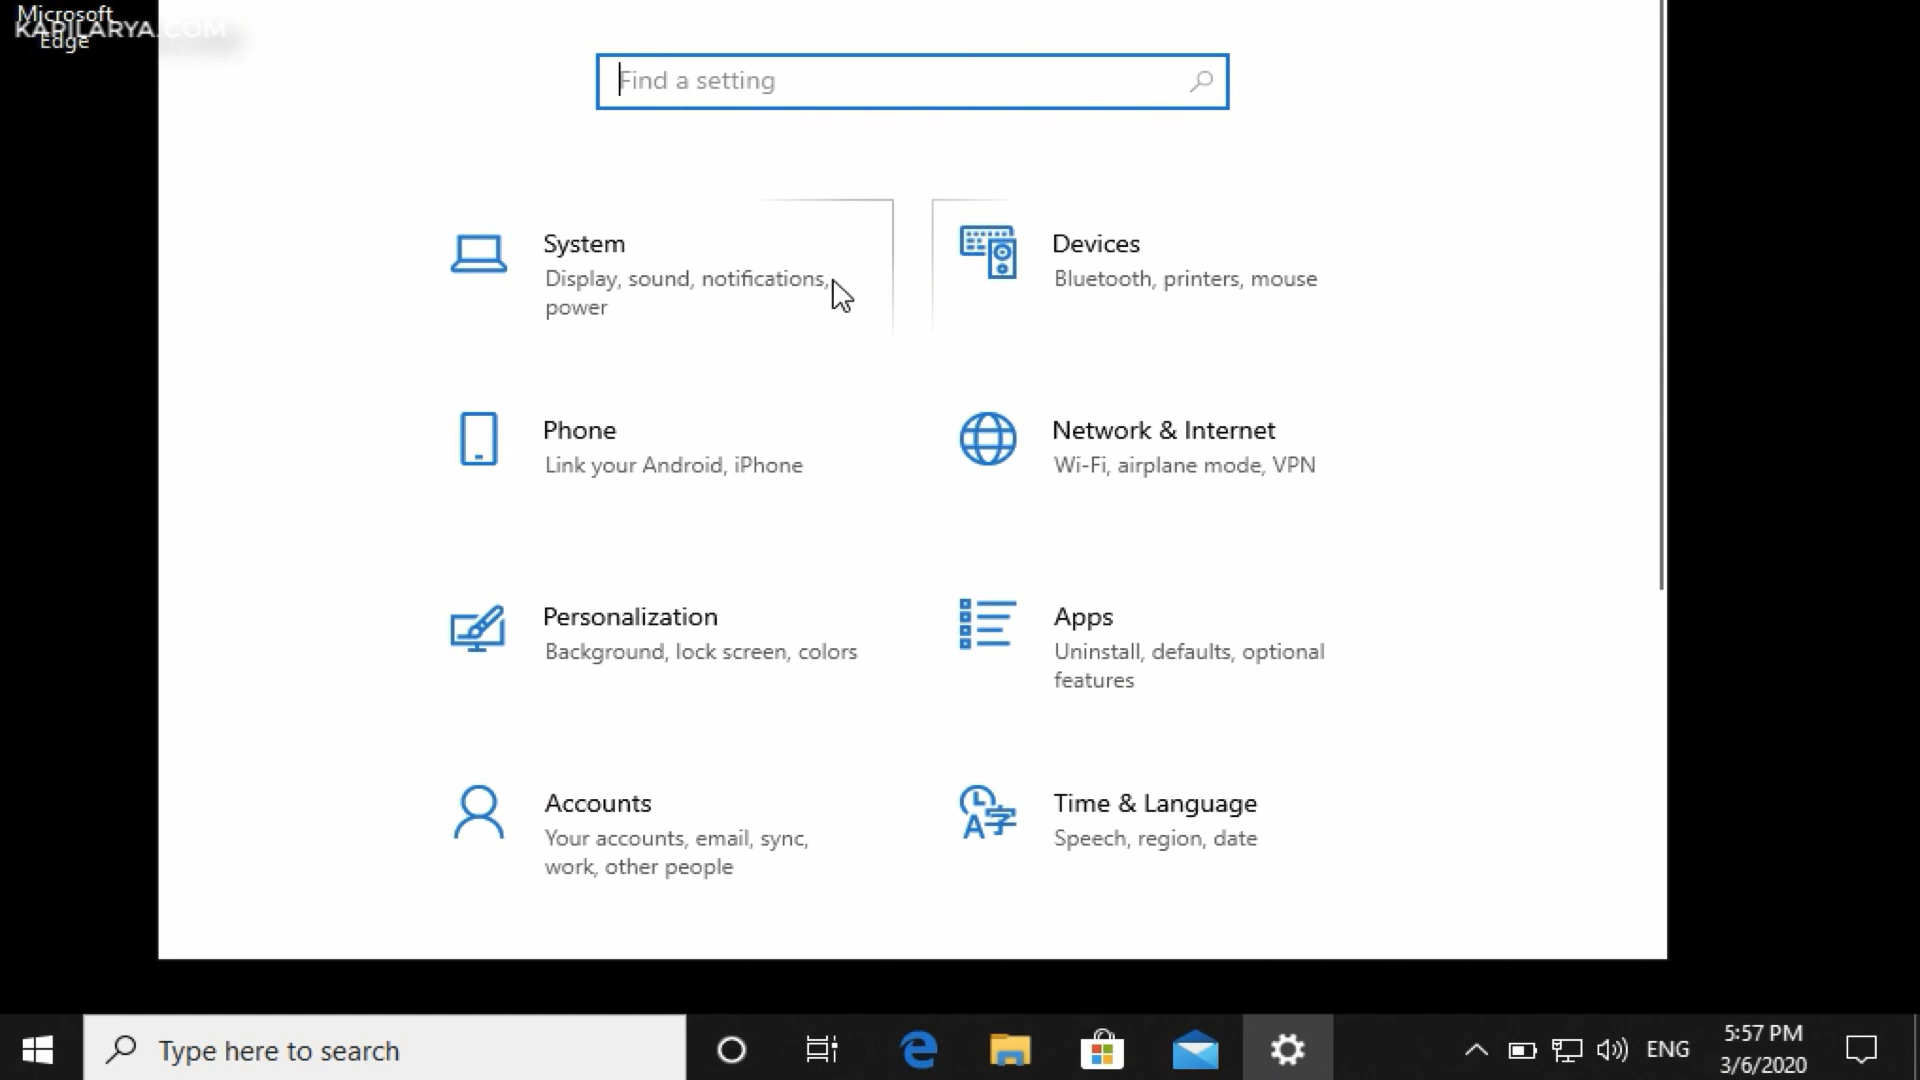 Microsoft
Edge
KAPILARYA.COM
Find a setting
System
Display, sound, notifications,
power
Devices
Bluetooth, printers, mouse
Phone
Link your Android, iPhone
Network & Internet
Wi-Fi, airplane mode, VPN
Personalization
Background, lock screen, colors
Apps
Uninstall, defaults, optional
features
Accounts
Your accounts, email, sync,
work, other people
Time & Language
Speech, region, date
Type here to search
ENG
5:57 PM
3/6/2020